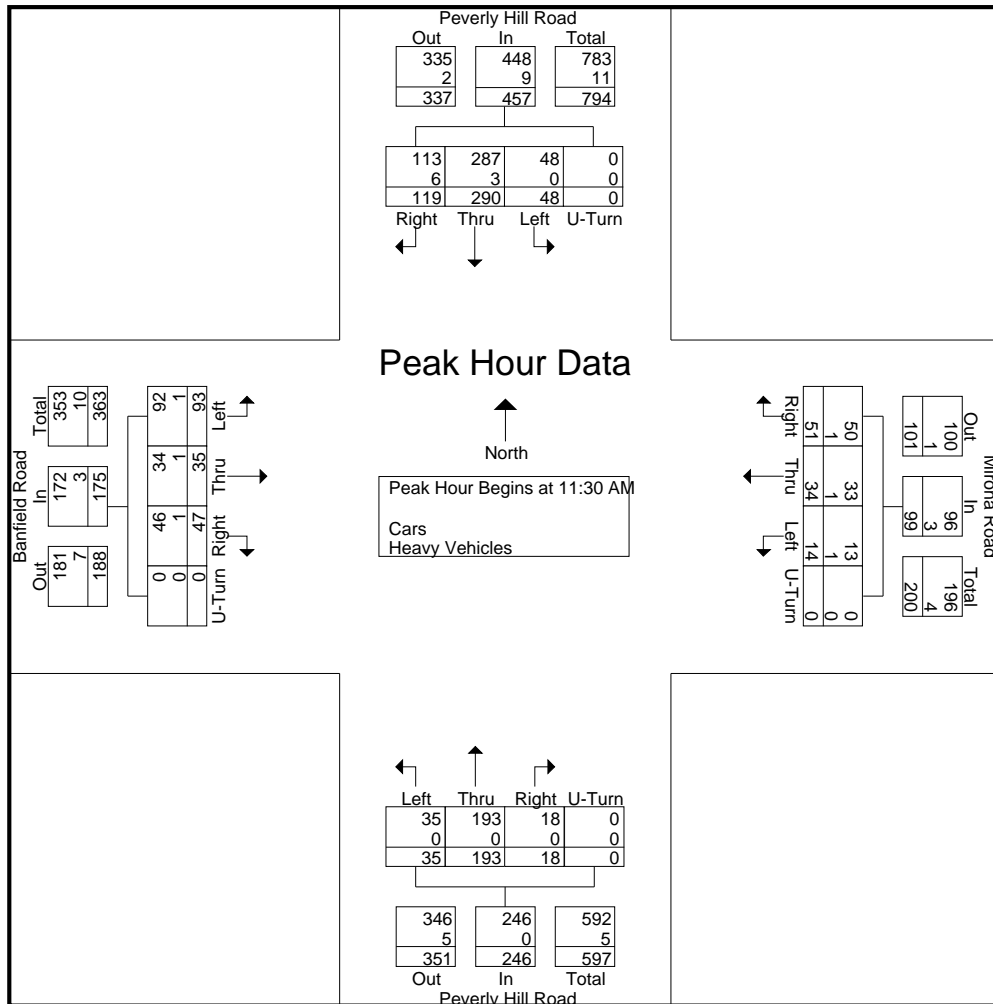 Peverly Hill Road
Out In Total
335 448 783
2 9 11
337 457 794
113 287 48 0
6 3 0 0
119 290 48 0
Right Thru Left U-Turn
Peak Hour Data
North
Peak Hour Begins at 11:30 AM
Cars
Heavy Vehicles
Banfield Road
Out In Total
181 172 353
7 3 10
188 175 363
U-Turn Right Thru Left
0 46 34 92
0 1 1 1
0 47 35 93
Mirona Road
Out In Total
100 96 196
1 3 4
101 99 200
50 33 13 0
1 1 1 0
51 34 14 0
Right Thru Left U-Turn
Left Thru Right U-Turn
35 193 18 0
0 0 0 0
35 193 18 0
346 246 592
5 0 5
351 246 597
Out In Total
Peverly Hill Road